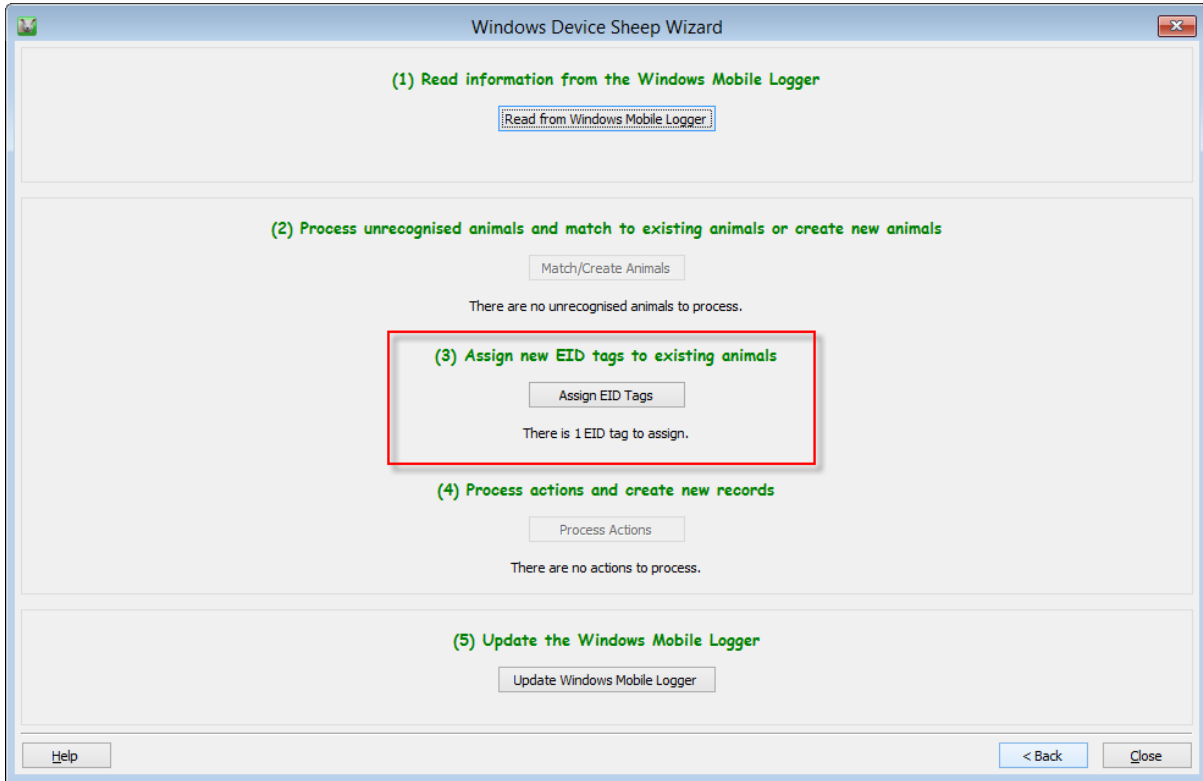 Windows Device Sheep Wizard
(1) Read information from the Windows Mobile Logger
Read from Windows Mobile Logger
(2) Process unrecognised animals and match to existing animals or create new animals
Match/Create Animals
There are no unrecognised animals to process.
(3) Assign new EID tags to existing animals
Assign EID Tags
There is 1 EID tag to assign.
(4) Process actions and create new records
Process Actions
There are no actions to process.
(5) Update the Windows Mobile Logger
Update Windows Mobile Logger
Help
< Back
Close